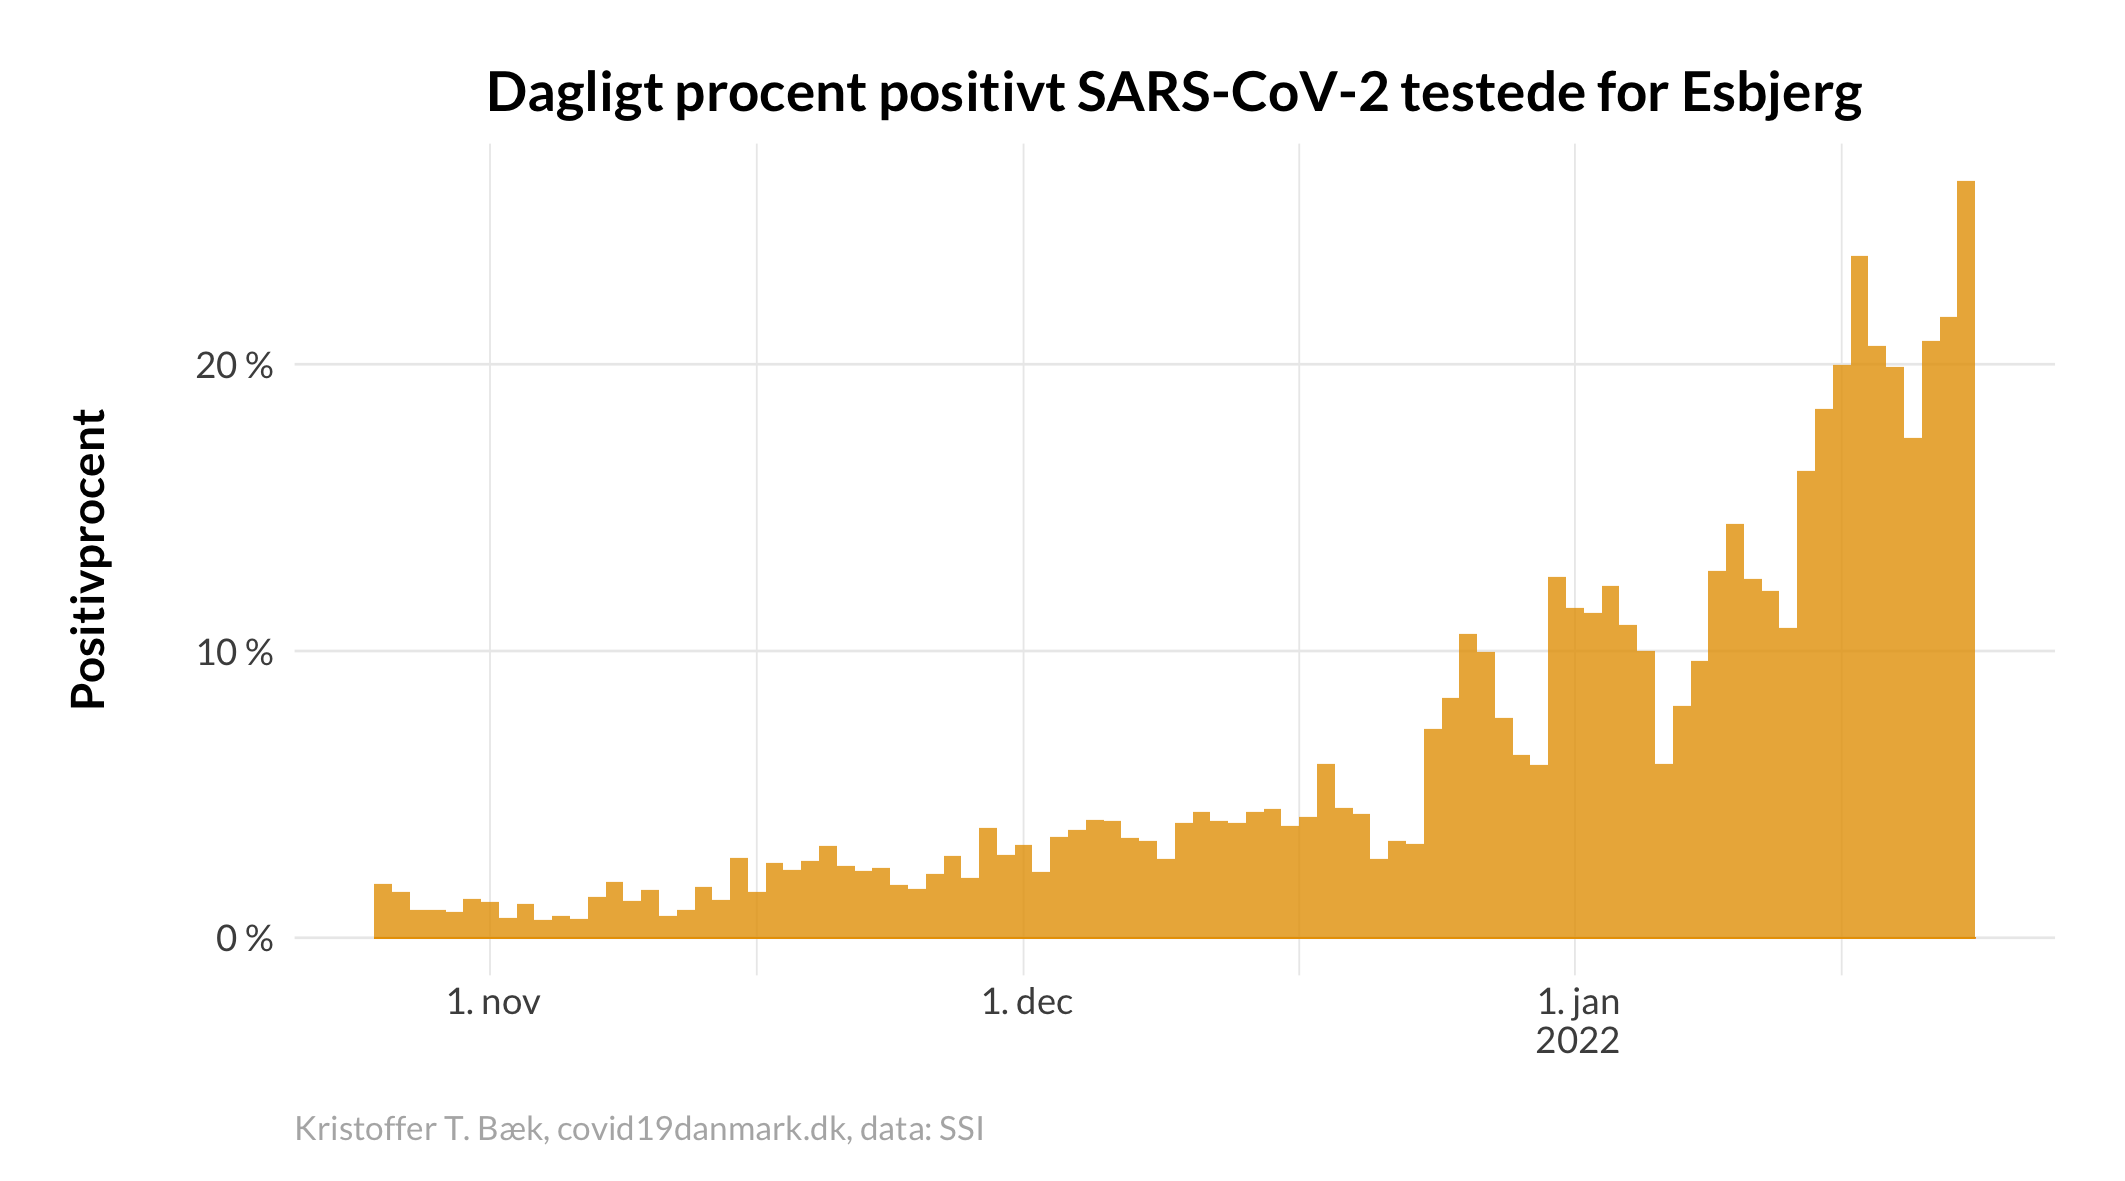 Dagligt procent positivt SARS-CoV-2 testede for Esbjerg
Positivprocent
20 %
10 %
0 %
1. nov
1. dec
1. jan
2022
Kristoffer T. Bæk, covid19danmark.dk, data: SSI